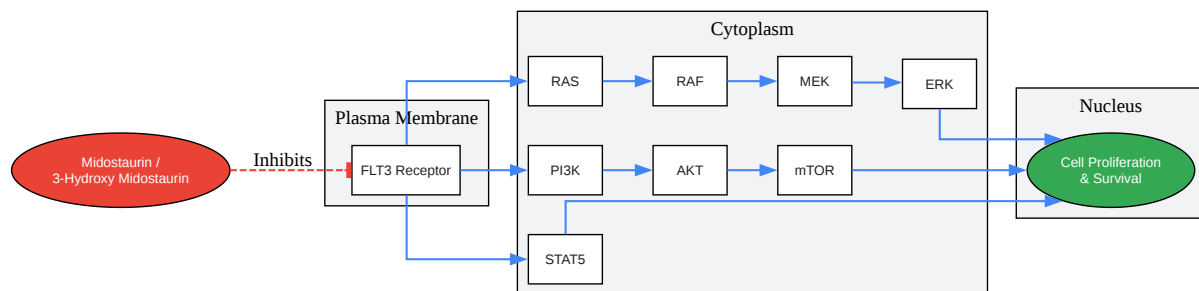 Cytoplasm
RAS
RAF
MEK
ERK
Nucleus
Plasma Membrane
Midostaurin /
3-Hydroxy Midostaurin
Inhibits
FLT3 Receptor
PI3K
AKT
mTOR
Cell Proliferation
& Survival
STAT5